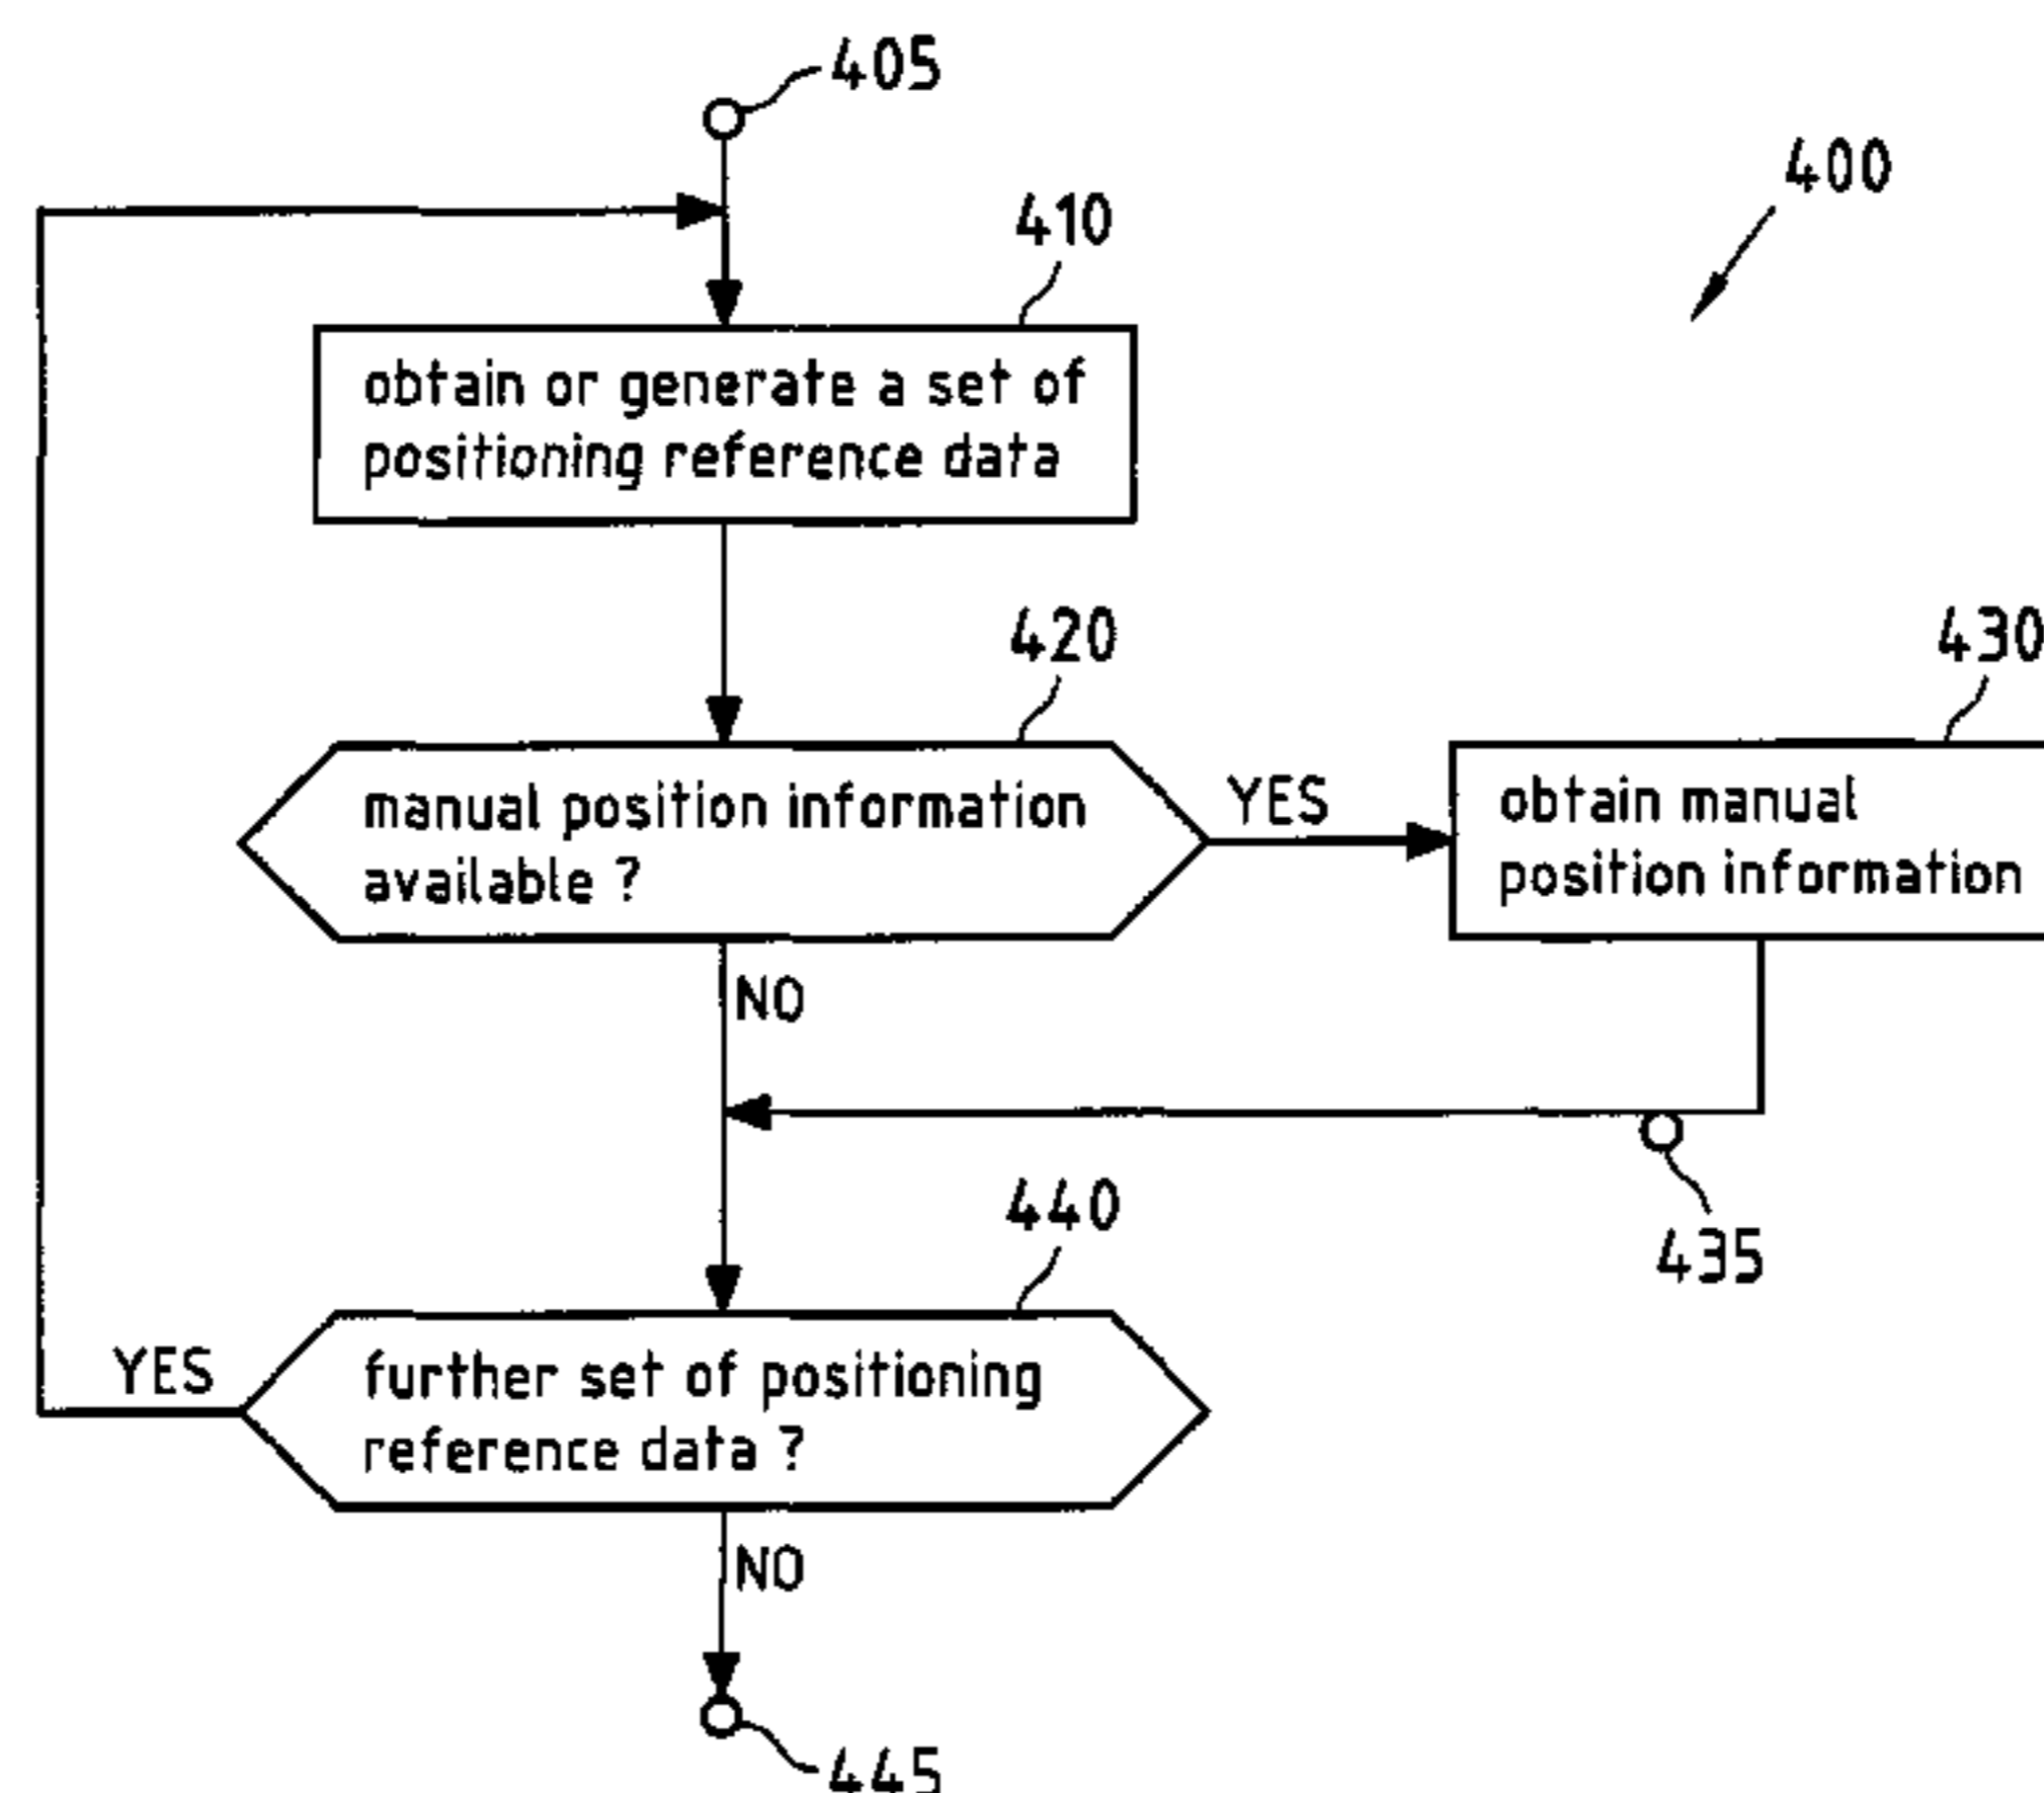 405
400
410
obtain or generate a set of
positioning reference data
420
430
manual position information
available ?
YES
obtain manual
position information
NO
435
440
YES
further set of positioning
reference data ?
NO
445